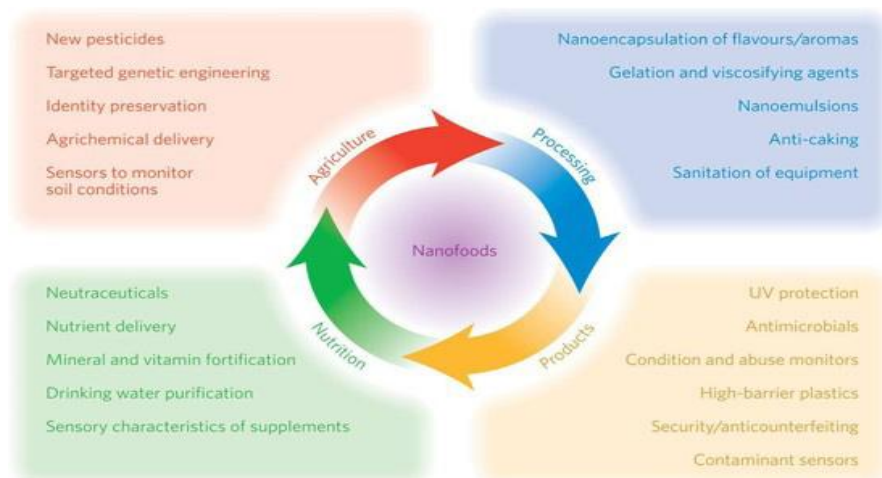 New pesticides
Targeted genetic engineering
Identity preservation
Agrichemical delivery
Sensors to monitor
soil conditions
Nanoencapsulation of flavours/aromas
Gelation and viscosifying agents
Nanoemulsions
Anti-caking
Sanitation of equipment
Agriculture
Processing
Nanofoods
Nutrition
Products
Neutraceuticals
Nutrient delivery
Mineral and vitamin fortification
Drinking water purification
Sensory characteristics of supplements
UV protection
Antimicrobials
Condition and abuse monitors
High-barrier plastics
Security/anticounterfeiting
Contaminant sensors